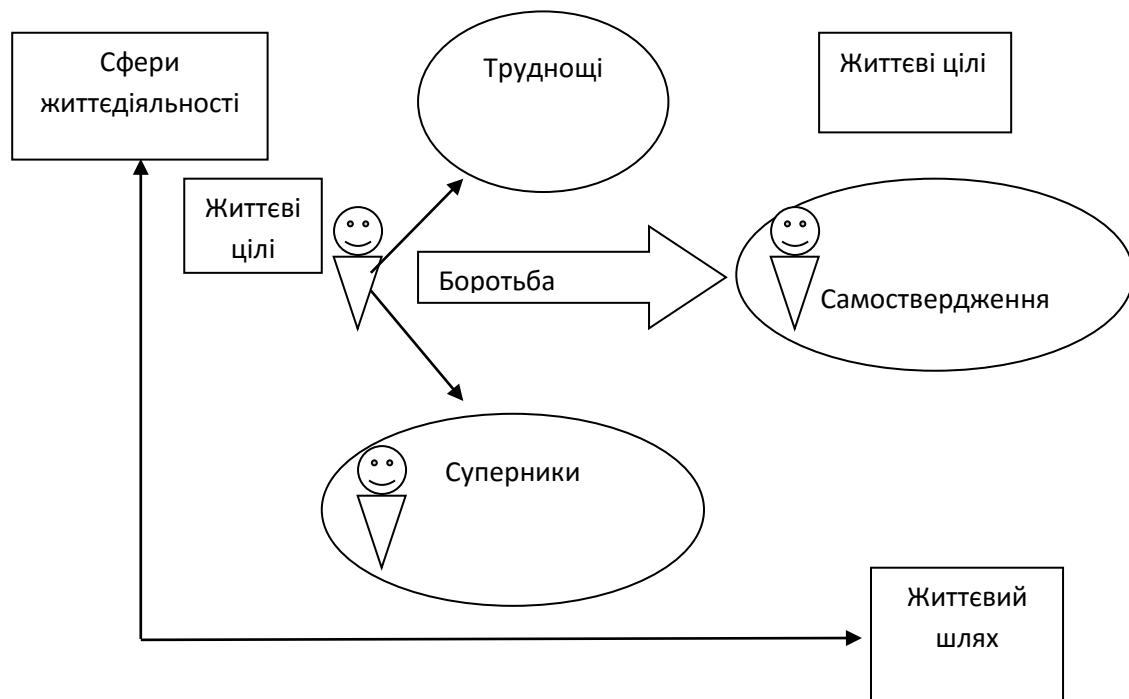 Сфери
життєдіяльності
Труднощі
Життєві цілі
Життєві
цілі
Боротьба
Самоствердження
Суперники
Життєвий
шлях